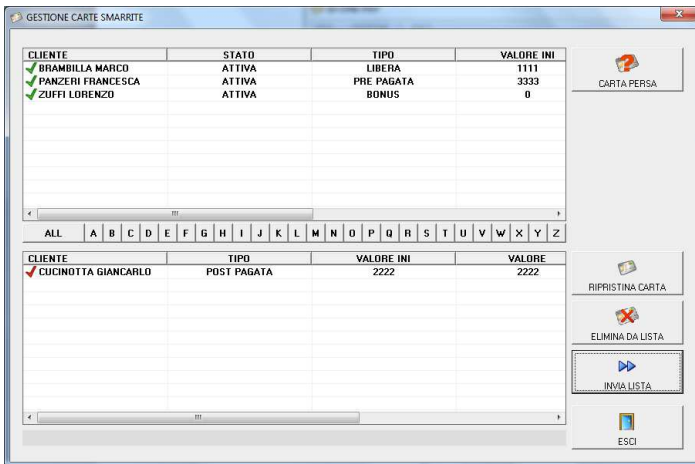 GESTIONE CARTE SMARRITE
CLIENTE STATO TIPO VALORE INI
BRAMBILLA MARCO ATTIVA LIBERA 1111
PANZERI FRANCESCA ATTIVA PRE PAGATA 3333
ZUFFI LORENZO ATTIVA BONUS 0
CARTA PERSA
ALL A B C D E F G H I J K L M N O P Q R S T U V W X Y Z
CLIENTE TIPO VALORE INI VALORE
CUCINOTTA GIANCARLO POST PAGATA 2222 2222
RIPRISTINA CARTA
ELIMINA DA LISTA
INVIA LISTA
ESCI